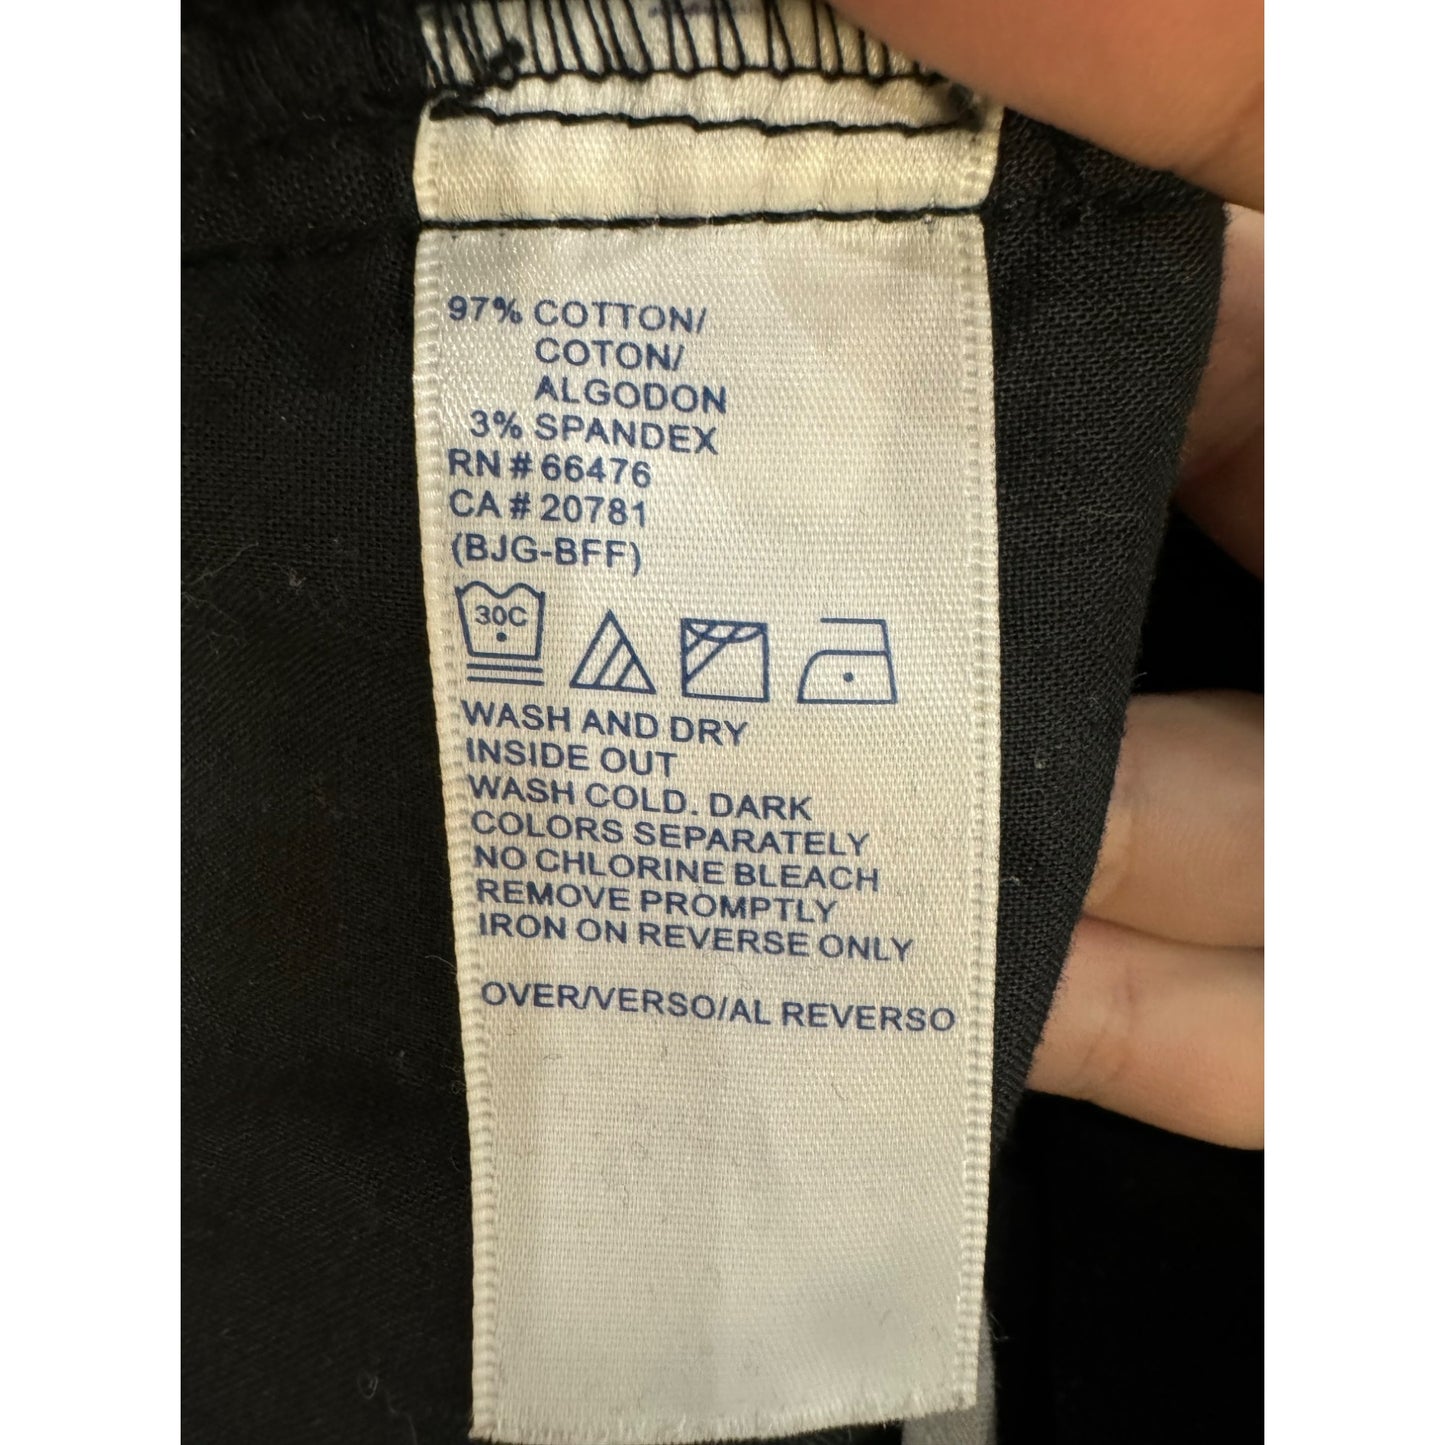 97% COTTON/
COTON/
ALGODON
3% SPANDEX
RN # 66476
CA # 20781
(BJG-BFF)
30C
WASH AND DRY
INSIDE OUT
WASH COLD. DARK
COLORS SEPARATELY
NO CHLORINE BLEACH
REMOVE PROMPTLY
IRON ON REVERSE ONLY
OVER/VERSO/AL REVERSO